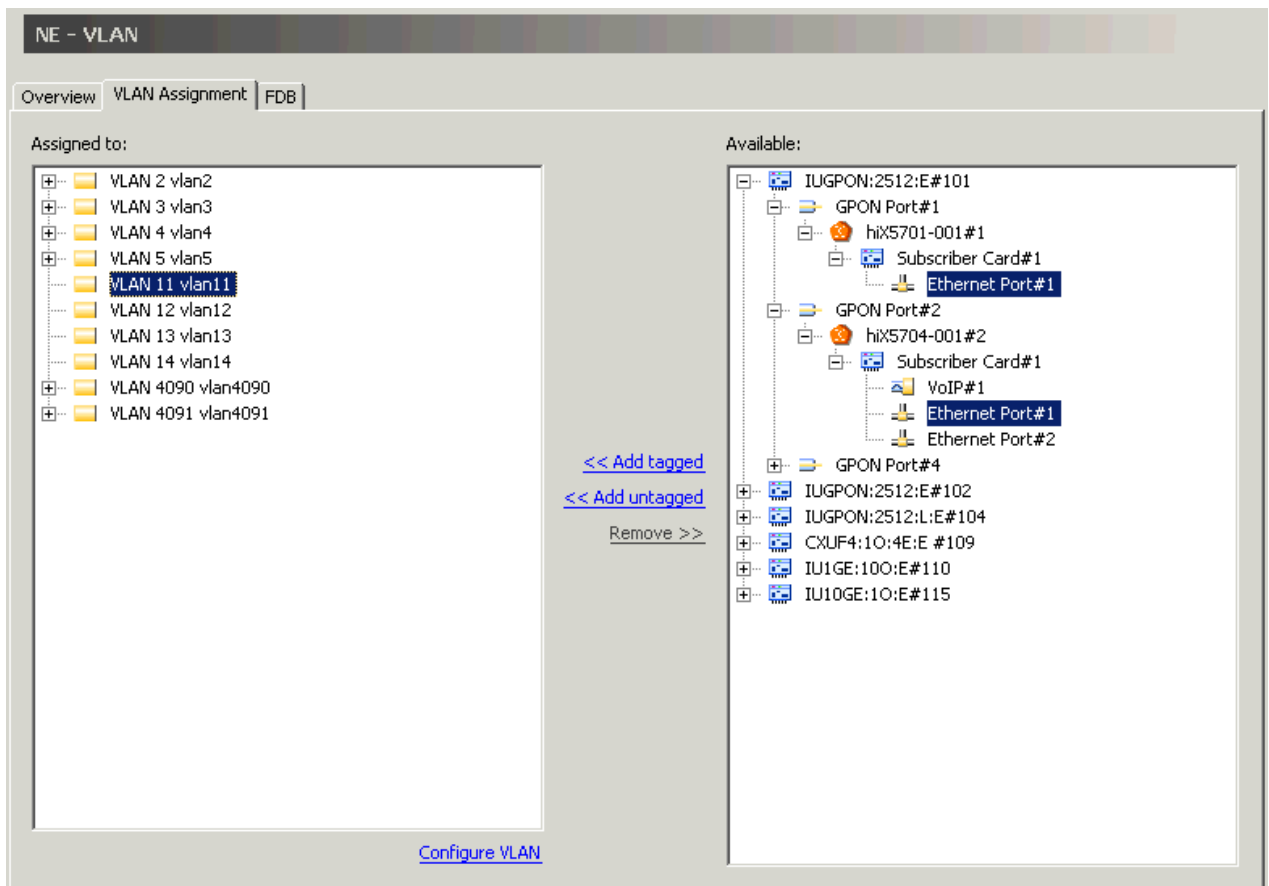 NE - VLAN
Overview
VLAN Assignment
FDB
Assigned to:
VLAN 2 vlan2
VLAN 3 vlan3
VLAN 4 vlan4
VLAN 5 vlan5
VLAN 11 vlan11
VLAN 12 vlan12
VLAN 13 vlan13
VLAN 14 vlan14
VLAN 4090 vlan4090
VLAN 4091 vlan4091
Configure VLAN
<< Add tagged
<< Add untagged
Remove >>
Available:
IUGPON:2512:E#101
GPON Port#1
hiX5701-001#1
Subscriber Card#1
Ethernet Port#1
GPON Port#2
hiX5704-001#2
Subscriber Card#1
VoIP#1
Ethernet Port#1
Ethernet Port#2
GPON Port#4
IUGPON:2512:E#102
IUGPON:2512:L:E#104
CXUF4:1O:4E:E #109
IU1GE:10O:E#110
IU10GE:1O:E#115